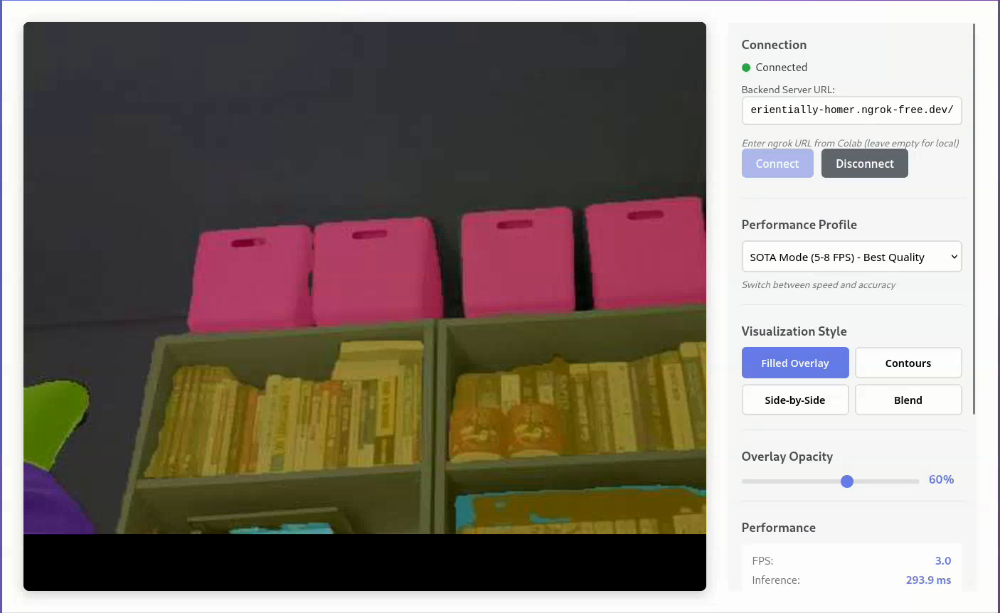 Connection
Connected
Backend Server URL:
erientially-homer.ngrok-free.dev/
Enter ngrok URL from Colab (leave empty for local)
Connect
Disconnect
Performance Profile
SOTA Mode (5-8 FPS) - Best Quality
Switch between speed and accuracy
Visualization Style
Filled Overlay
Contours
Side-by-Side
Blend
Overlay Opacity
60%
Performance
FPS: 3.0
Inference: 293.9 ms